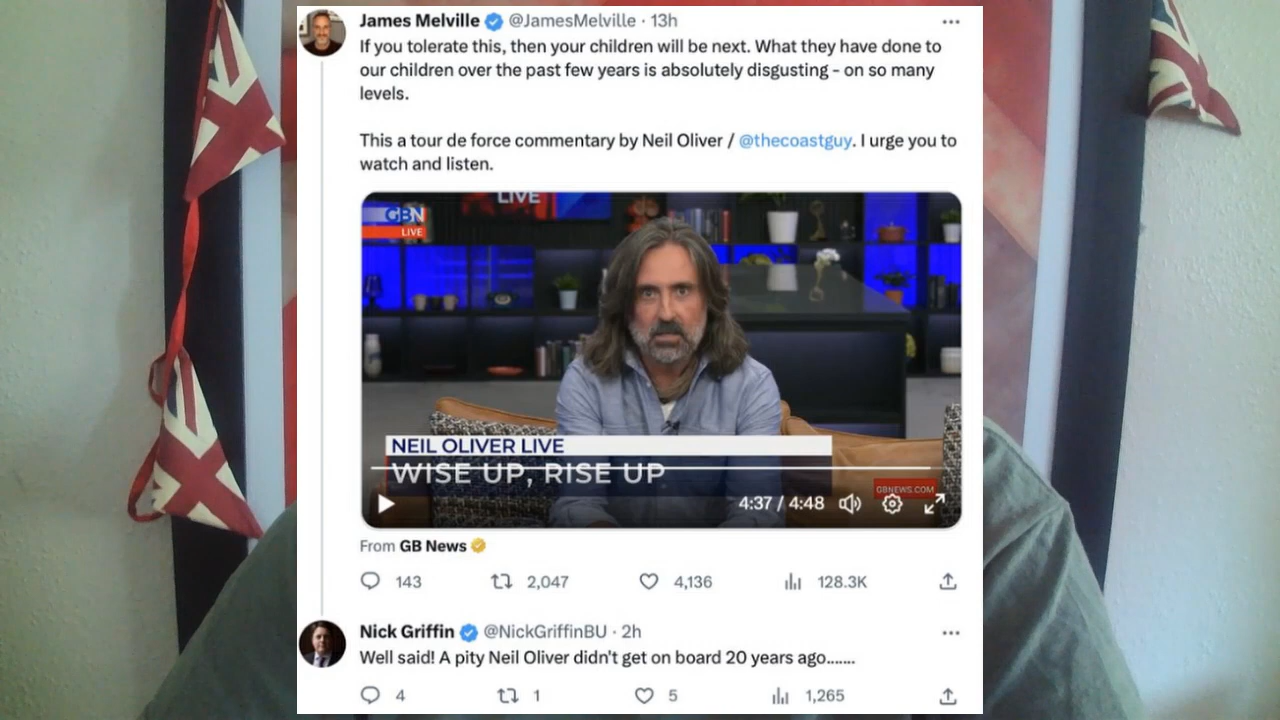 James Melville @JamesMelville · 13h
If you tolerate this, then your children will be next. What they have done to
our children over the past few years is absolutely disgusting – on so many
levels.
This a tour de force commentary by Neil Oliver / @thecoastguy. I urge you to
watch and listen.
LIVE
GBN
LIVE
NEIL OLIVER LIVE
WISE UP, RISE UP
GBNEWS.COM
4:37 / 4:48
From GB News
143 2,047 4,136 128.3K
Nick Griffin @NickGriffinBU · 2h
Well said! A pity Neil Oliver didn't get on board 20 years ago.......
4 1 5 1,265